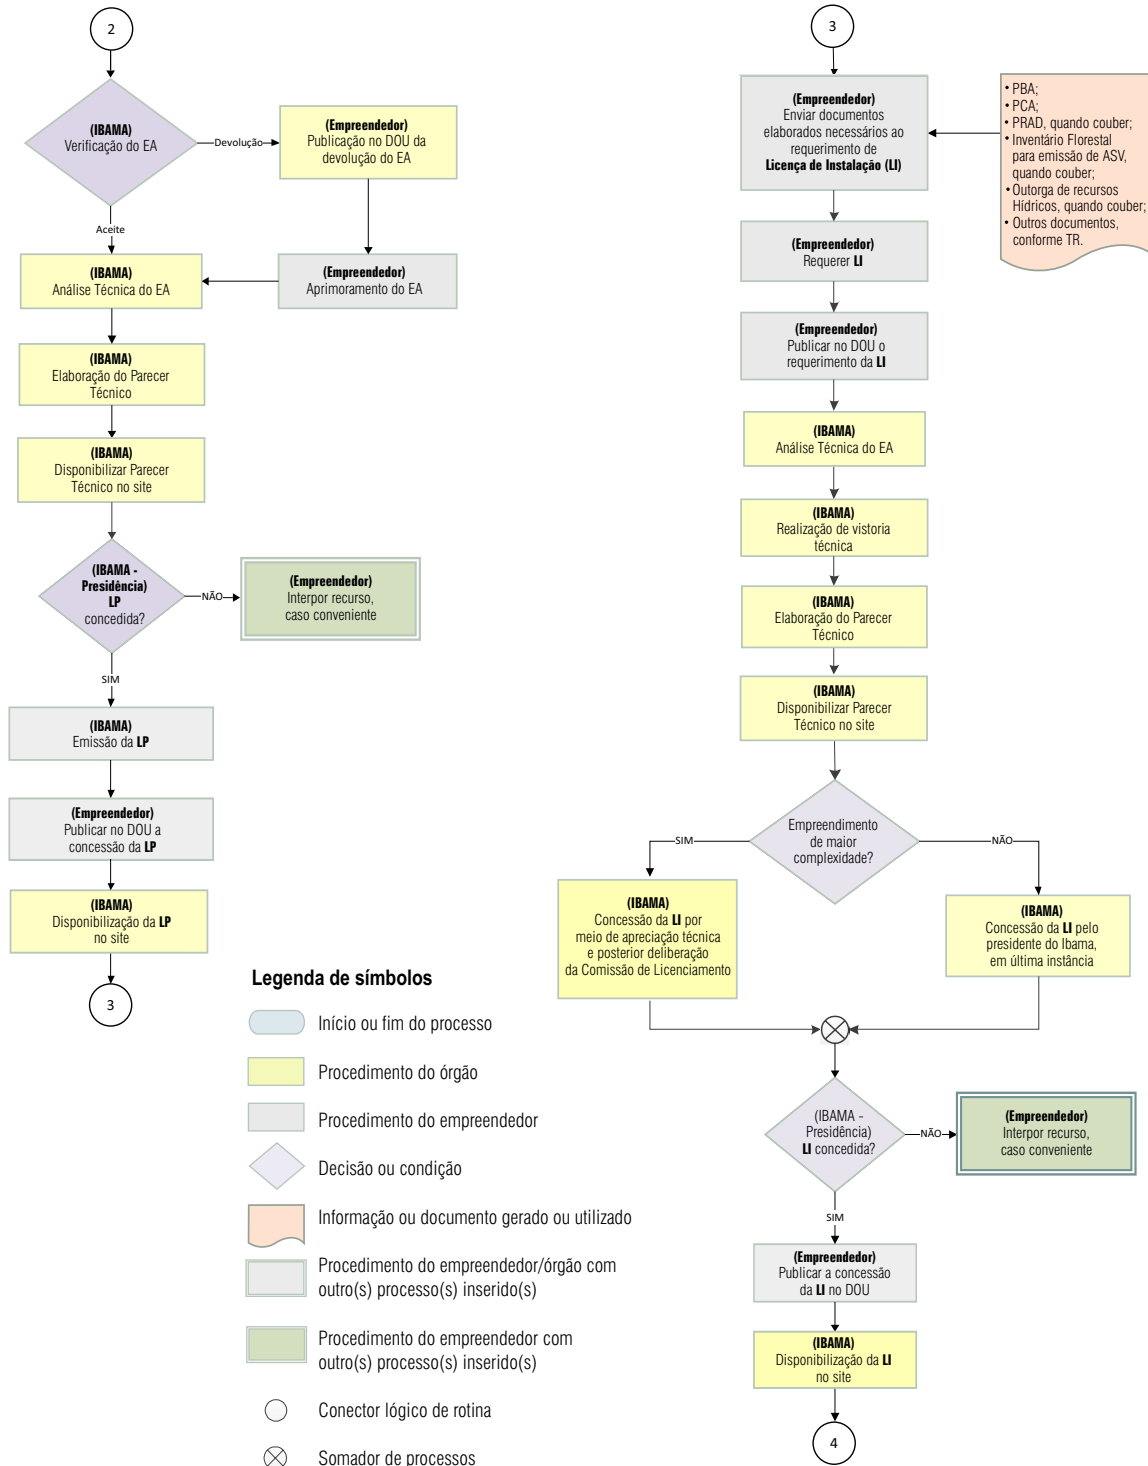 2
(IBAMA)
Verificação do EA
Devolução
(Empreendedor)
Publicação no DOU da
devolução do EA
Aceite
(IBAMA)
Análise Técnica do EA
(Empreendedor)
Aprimoramento do EA
(IBAMA)
Elaboração do Parecer
Técnico
(IBAMA)
Disponibilizar Parecer
Técnico no site
(IBAMA -
Presidência)
LP
concedida?
NÃO
(Empreendedor)
Interpor recurso,
caso conveniente
SIM
(IBAMA)
Emissão da LP
(Empreendedor)
Publicar no DOU a
concessão da LP
(IBAMA)
Disponibilização da LP
no site
3
Legenda de símbolos
Início ou fim do processo
Procedimento do órgão
Procedimento do empreendedor
Decisão ou condição
Informação ou documento gerado ou utilizado
Procedimento do empreendedor/órgão com
outro(s) processo(s) inserido(s)
Procedimento do empreendedor com
outro(s) processo(s) inserido(s)
Conector lógico de rotina
Somador de processos
3
(Empreendedor)
Enviar documentos
elaborados necessários ao
requerimento de
Licença de Instalação (LI)
• PBA;
• PCA;
• PRAD, quando couber;
• Inventário Florestal
para emissão de ASV,
quando couber;
• Outorga de recursos
Hídricos, quando couber;
• Outros documentos,
conforme TR.
(Empreendedor)
Requerer LI
(Empreendedor)
Publicar no DOU o
requerimento da LI
(IBAMA)
Análise Técnica do EA
(IBAMA)
Realização de vistoria
técnica
(IBAMA)
Elaboração do Parecer
Técnico
(IBAMA)
Disponibilizar Parecer
Técnico no site
Empreendimento
de maior
complexidade?
SIM
NÃO
(IBAMA)
Concessão da LI por
meio de apreciação técnica
e posterior deliberação
da Comissão de Licenciamento
(IBAMA)
Concessão da LI pelo
presidente do Ibama,
em última instância
(IBAMA -
Presidência)
LI concedida?
NÃO
(Empreendedor)
Interpor recurso,
caso conveniente
SIM
(Empreendedor)
Publicar a concessão
da LI no DOU
(IBAMA)
Disponibilização da LI
no site
4